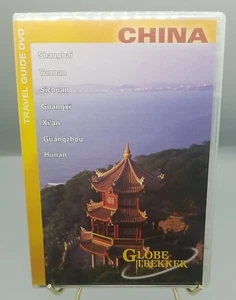 CHINA
TRAVEL GUIDE DVD
Shanghai
Yunnan
Sichuan
Guangxi
Xi'an
Guangzhou
Hunan
GLOBE
TREKKER